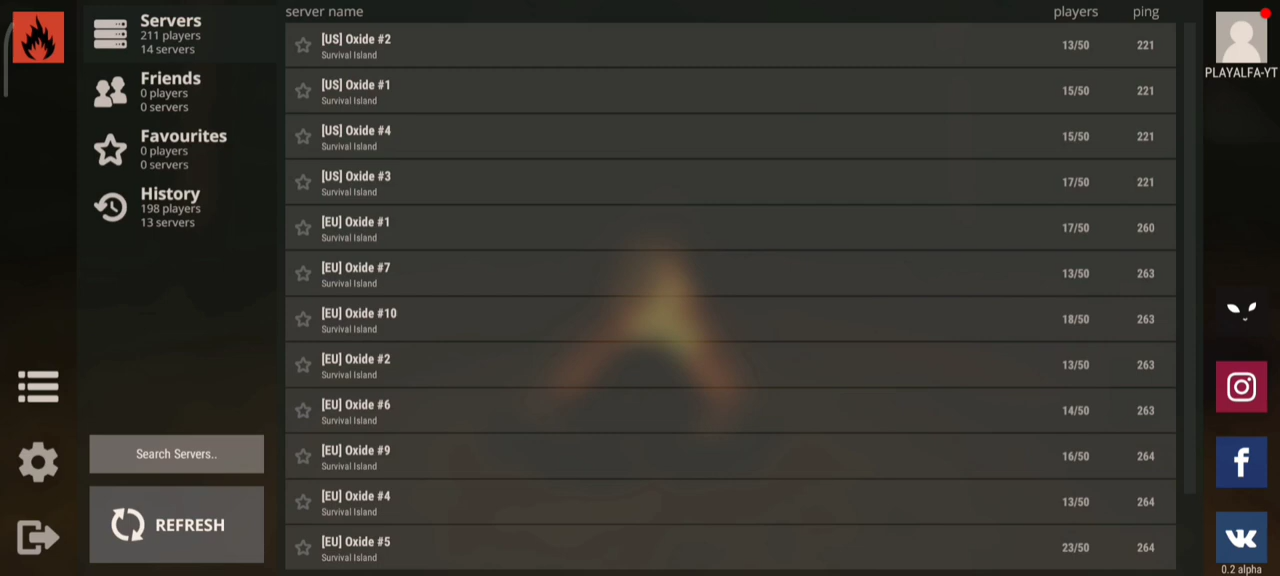 Servers
211 players
14 servers
Friends
0 players
0 servers
Favourites
0 players
0 servers
History
198 players
13 servers
Search Servers..
REFRESH
server name players ping
[US] Oxide #2 13/50 221
Survival Island
[US] Oxide #1 15/50 221
Survival Island
[US] Oxide #4 15/50 221
Survival Island
[US] Oxide #3 17/50 221
Survival Island
[EU] Oxide #1 17/50 260
Survival Island
[EU] Oxide #7 13/50 263
Survival Island
[EU] Oxide #10 18/50 263
Survival Island
[EU] Oxide #2 13/50 263
Survival Island
[EU] Oxide #6 14/50 263
Survival Island
[EU] Oxide #9 16/50 264
Survival Island
[EU] Oxide #4 13/50 264
Survival Island
[EU] Oxide #5 23/50 264
Survival Island
PLAYALFA-YT
0.2 alpha